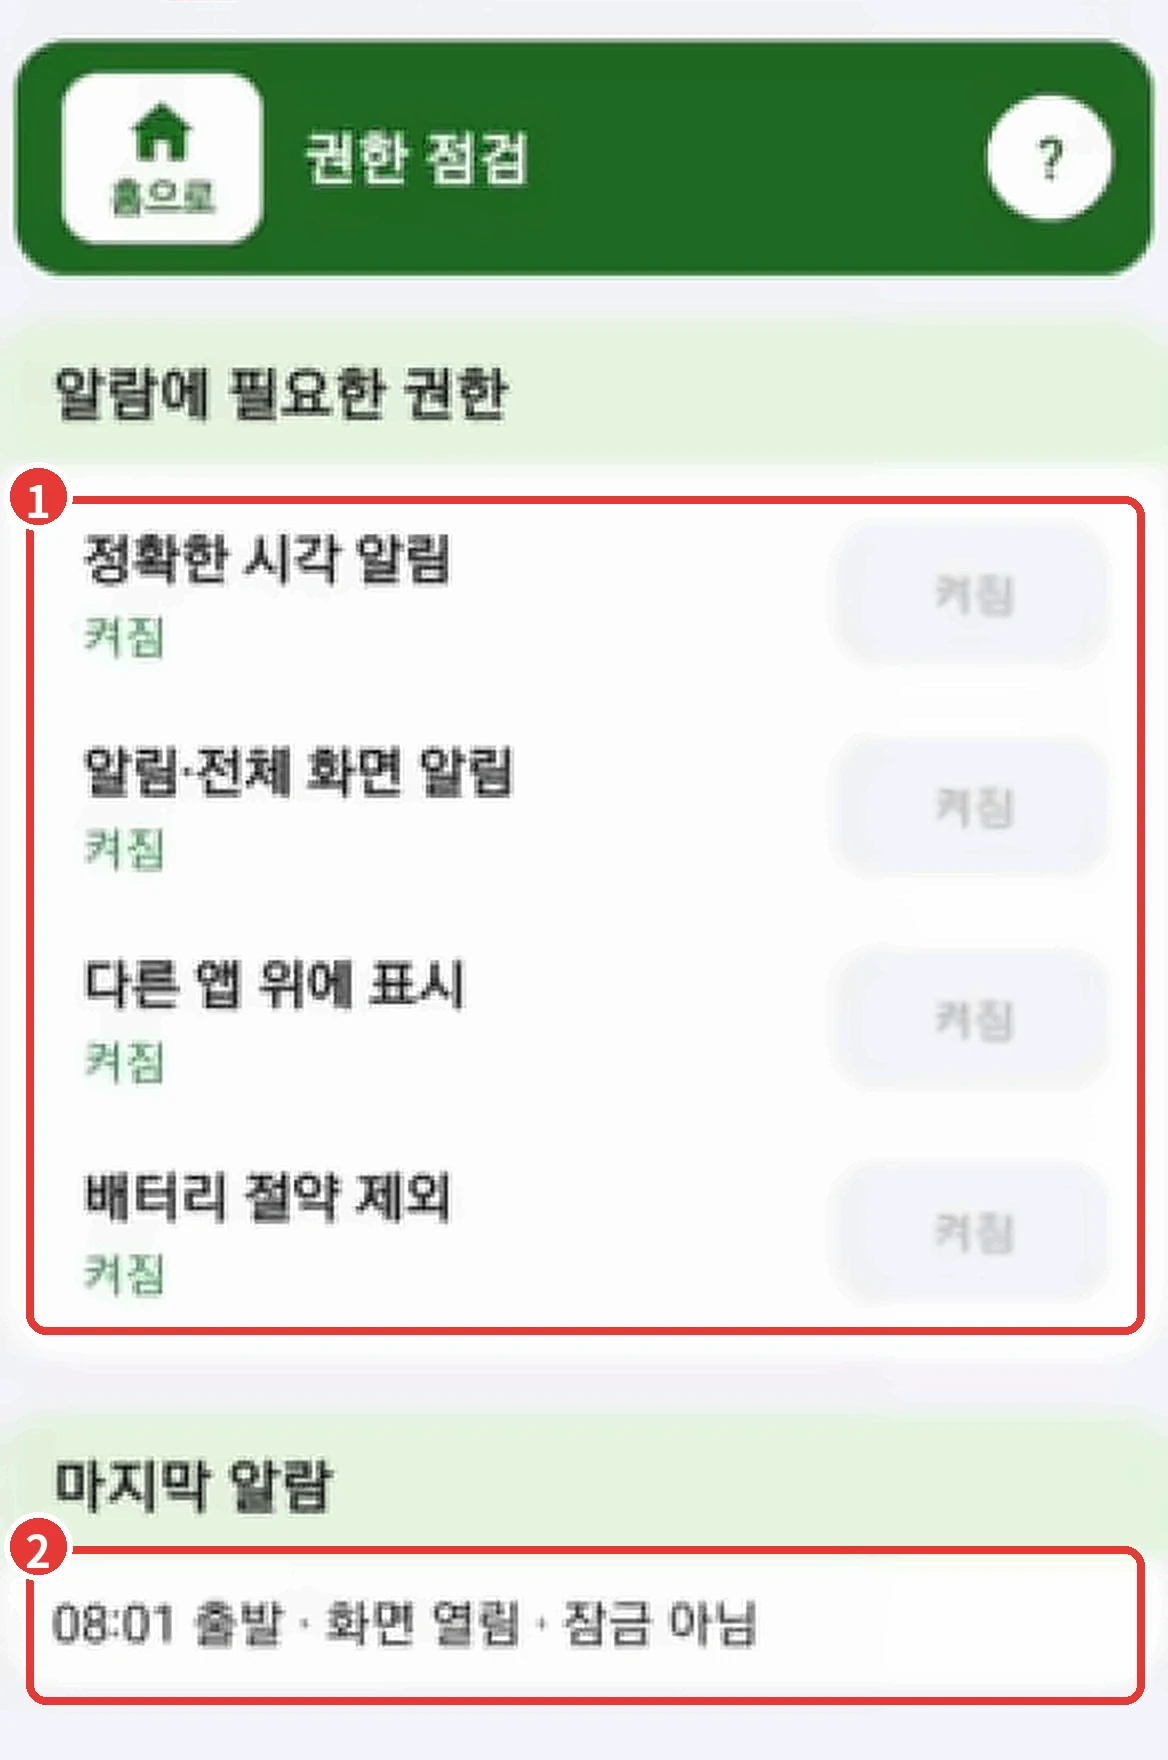 홈으로
권한 점검
?
알람에 필요한 권한
1
정확한 시각 알림
켜짐
켜짐
알림·전체 화면 알림
켜짐
켜짐
다른 앱 위에 표시
켜짐
켜짐
배터리 절약 제외
켜짐
켜짐
마지막 알람
2
08:01 출발 · 화면 열림 · 잠금 아님